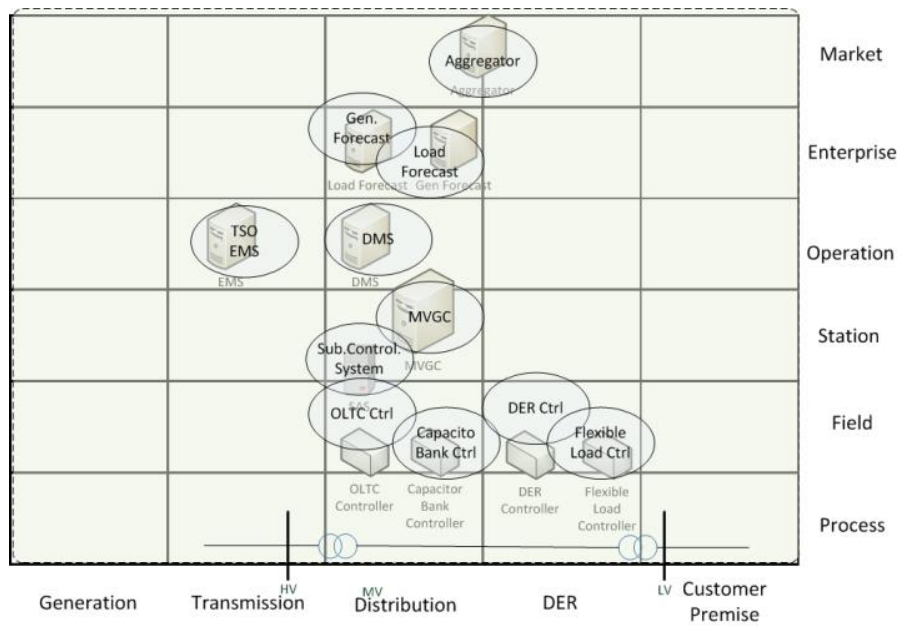 Market
Aggregator
Aggregator
Enterprise
Gen.
Forecast
Load
Forecast
Load Forecast
Gen Forecast
Operation
TSO
EMS
DMS
EMS
DMS
Station
MVGC
Sub.Control.
System
MVGC
SAS
Field
OLTC Ctrl
DER Ctrl
Capacito
Bank Ctrl
Flexible
Load Ctrl
OLTC
Controller
Capacitor
Bank
Controller
DER
Controller
Flexible
Load
Controller
Process
HV
MV
LV
Generation
Transmission
Distribution
DER
Customer
Premise